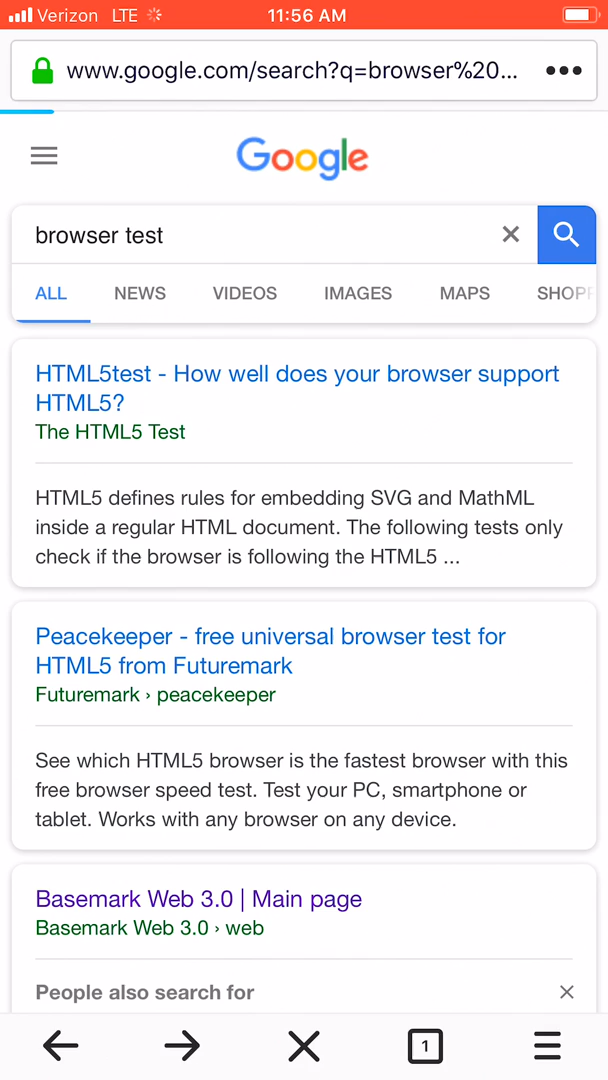 Verizon LTE 11:56 AM
www.google.com/search?q=browser%20...
Google
browser test
ALL NEWS VIDEOS IMAGES MAPS SHOP
HTML5test - How well does your browser support
HTML5?
The HTML5 Test
HTML5 defines rules for embedding SVG and MathML
inside a regular HTML document. The following tests only
check if the browser is following the HTML5 ...
Peacekeeper - free universal browser test for
HTML5 from Futuremark
Futuremark › peacekeeper
See which HTML5 browser is the fastest browser with this
free browser speed test. Test your PC, smartphone or
tablet. Works with any browser on any device.
Basemark Web 3.0 | Main page
Basemark Web 3.0 › web
People also search for
1